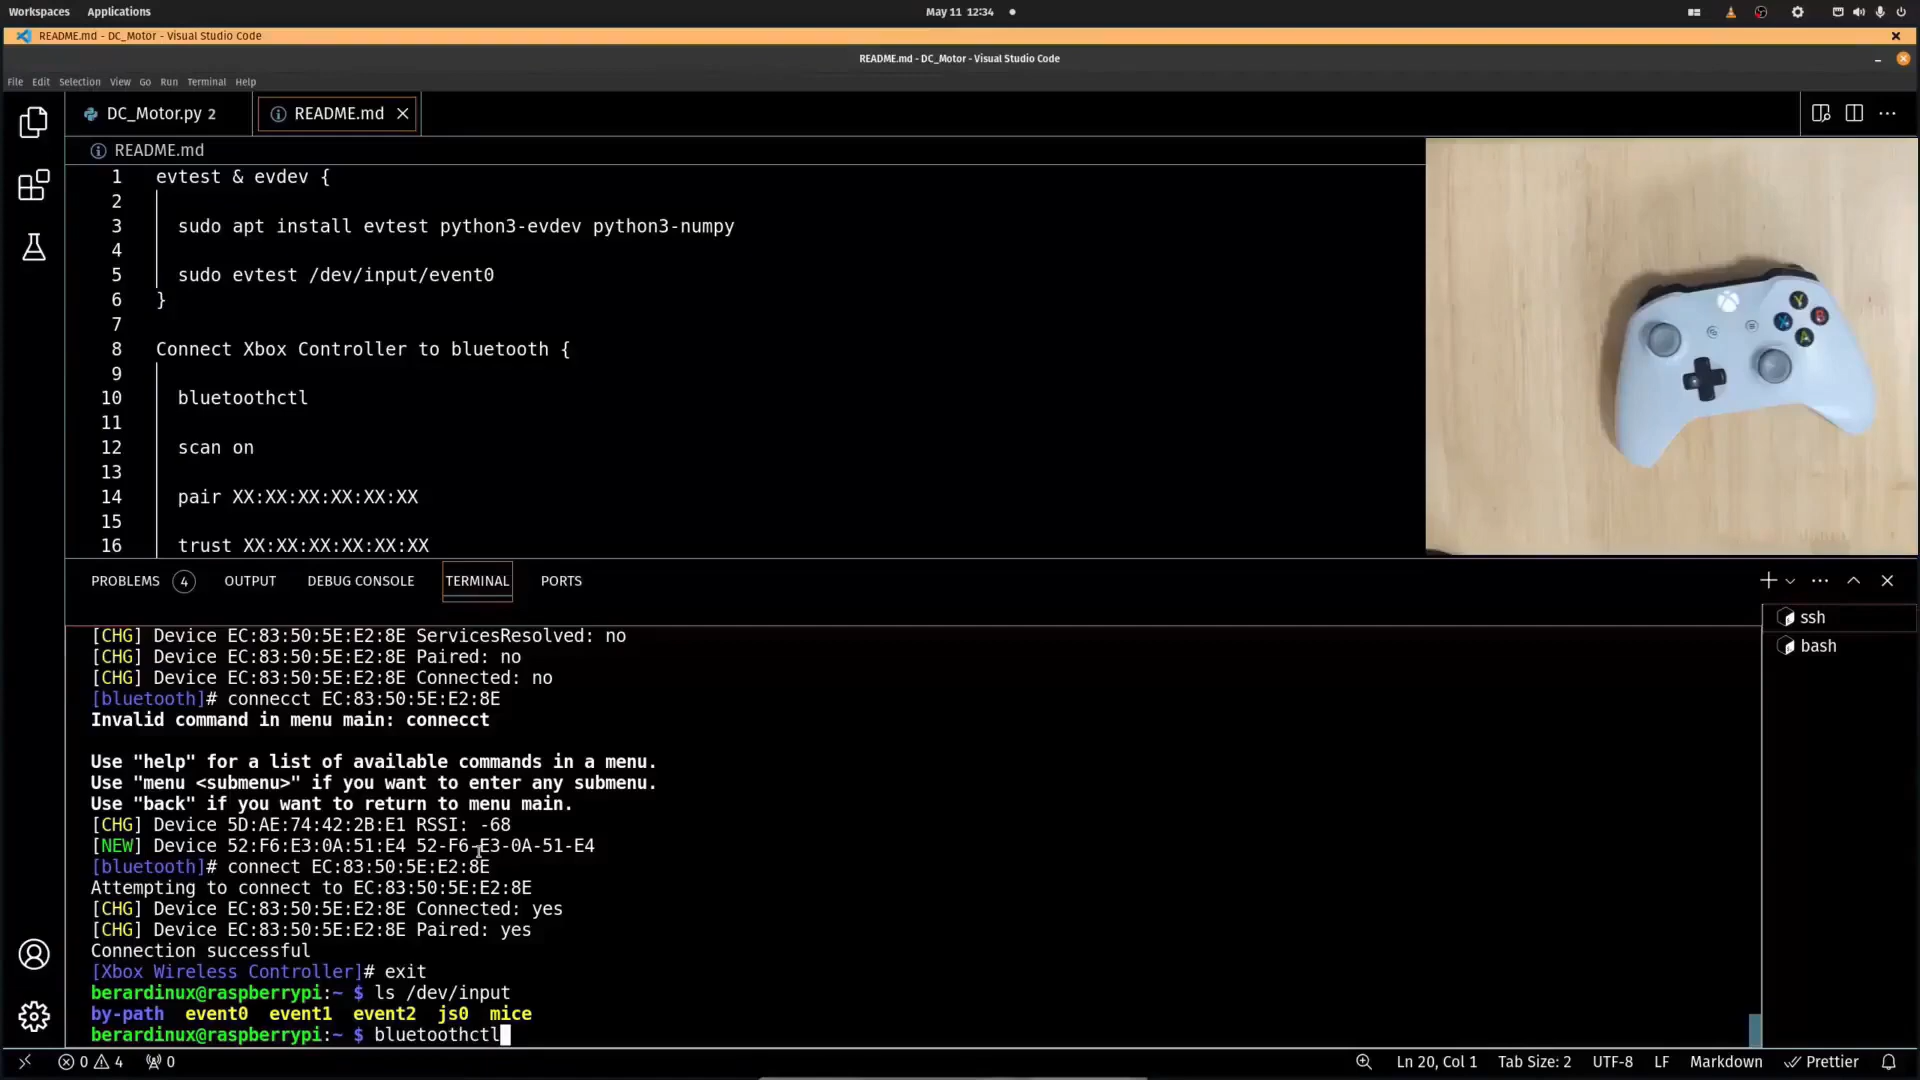 Workspaces Applications May 11 12:34
README.md - DC_Motor - Visual Studio Code
README.md - DC_Motor - Visual Studio Code
File Edit Selection View Go Run Terminal Help
DC_Motor.py 2 README.md
README.md
1 evtest & evdev {
2
3 sudo apt install evtest python3-evdev python3-numpy
4
5 sudo evtest /dev/input/event0
6 }
7
8 Connect Xbox Controller to bluetooth {
9
10 bluetoothctl
11
12 scan on
13
14 pair XX:XX:XX:XX:XX:XX
15
16 trust XX:XX:XX:XX:XX:XX
Y
X B
A
PROBLEMS 4 OUTPUT DEBUG CONSOLE TERMINAL PORTS
ssh
bash
[CHG] Device EC:83:50:5E:E2:8E ServicesResolved: no
[CHG] Device EC:83:50:5E:E2:8E Paired: no
[CHG] Device EC:83:50:5E:E2:8E Connected: no
[bluetooth]# connecct EC:83:50:5E:E2:8E
Invalid command in menu main: connecct
Use "help" for a list of available commands in a menu.
Use "menu <submenu>" if you want to enter any submenu.
Use "back" if you want to return to menu main.
[CHG] Device 5D:AE:74:42:2B:E1 RSSI: -68
[NEW] Device 52:F6:E3:0A:51:E4 52-F6-E3-0A-51-E4
[bluetooth]# connect EC:83:50:5E:E2:8E
Attempting to connect to EC:83:50:5E:E2:8E
[CHG] Device EC:83:50:5E:E2:8E Connected: yes
[CHG] Device EC:83:50:5E:E2:8E Paired: yes
Connection successful
[Xbox Wireless Controller]# exit
berardinux@raspberrypi:~ $ ls /dev/input
by-path event0 event1 event2 js0 mice
berardinux@raspberrypi:~ $ bluetoothctl
0 4 0 Ln 20, Col 1 Tab Size: 2 UTF-8 LF Markdown Prettier